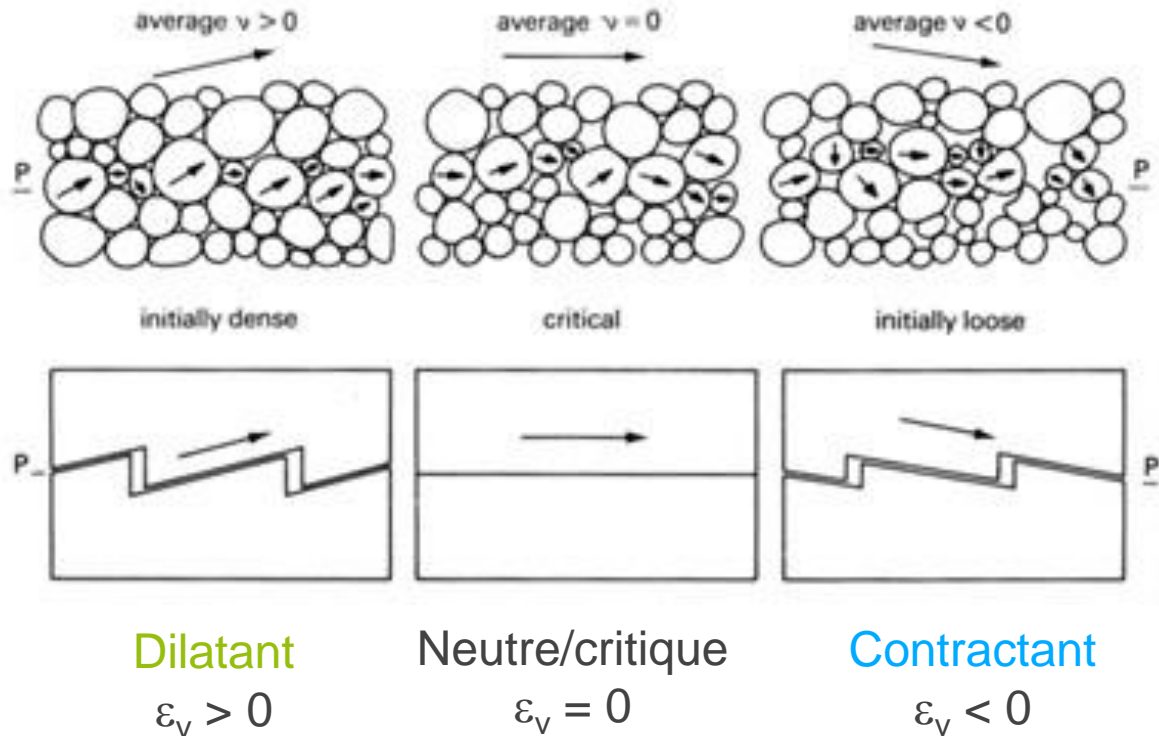 average ν > 0
average ν = 0
average ν < 0
P
P
initially dense
critical
initially loose
P
P
Dilatant
Neutre/critique
Contractant
εᵥ > 0
εᵥ = 0
εᵥ < 0